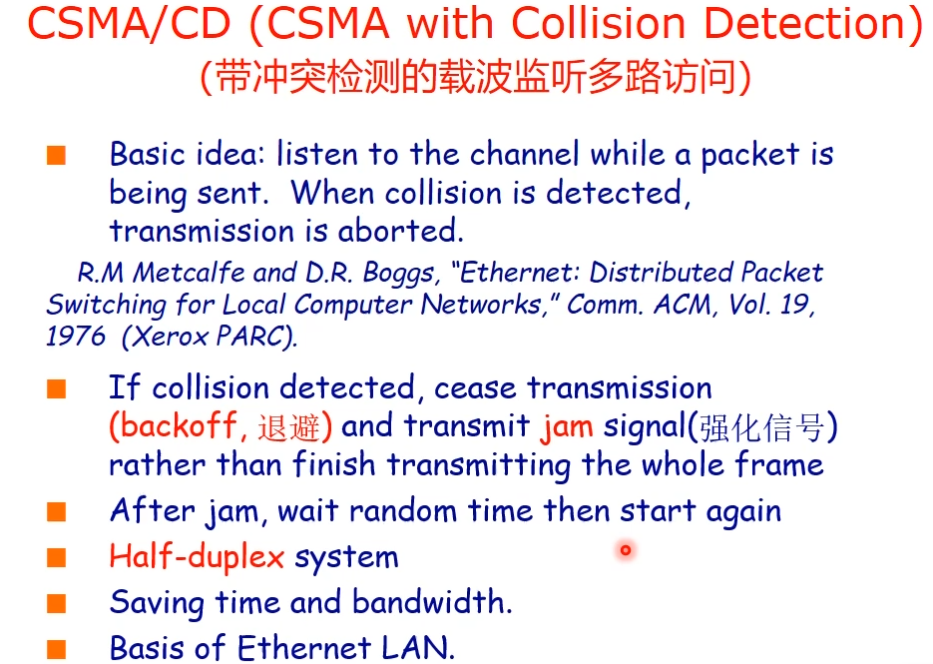 CSMA/CD (CSMA with Collision Detection)
(带冲突检测的载波监听多路访问)
■ Basic idea: listen to the channel while a packet is
being sent. When collision is detected,
transmission is aborted.
R.M Metcalfe and D.R. Boggs, “Ethernet: Distributed Packet
Switching for Local Computer Networks,” Comm. ACM, Vol. 19,
1976 (Xerox PARC).
■ If collision detected, cease transmission
(backoff, 退避) and transmit jam signal(强化信号)
rather than finish transmitting the whole frame
■ After jam, wait random time then start again
■ Half-duplex system
■ Saving time and bandwidth.
■ Basis of Ethernet LAN.